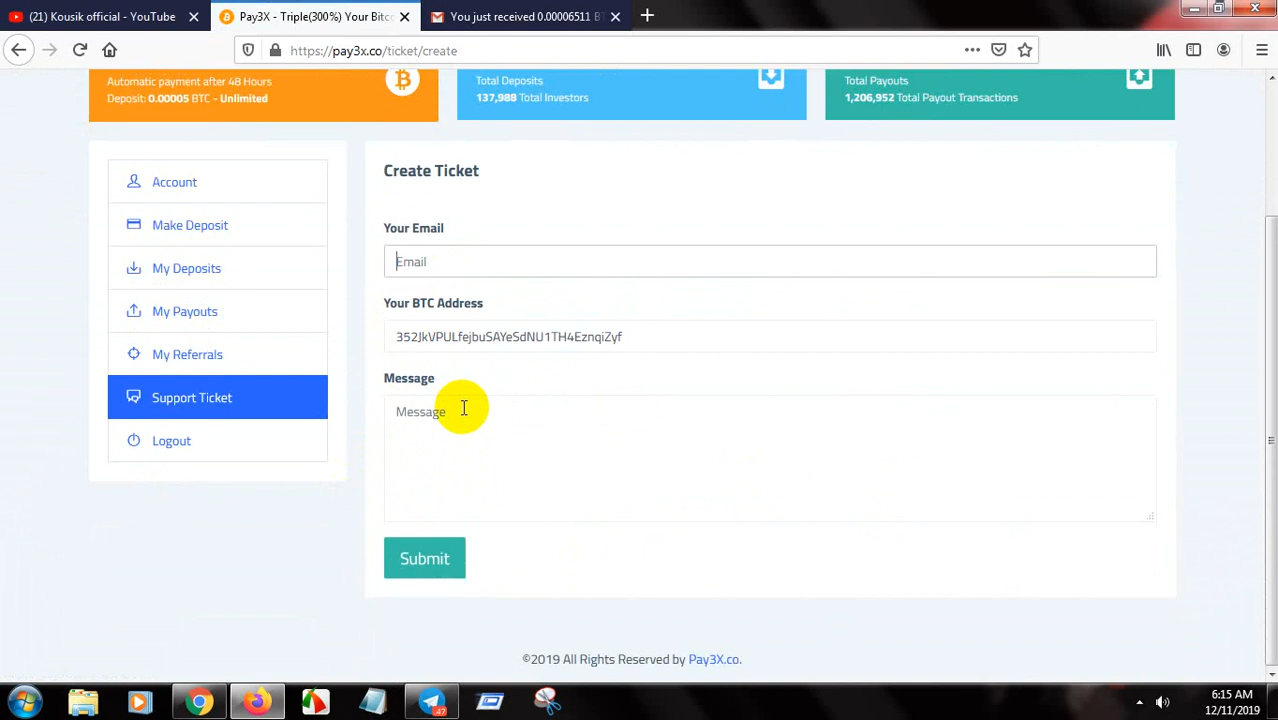 (21) Kousik official - YouTube
Pay3X - Triple(300%) Your Bitc
You just received 0.00006511 BT
https://pay3x.co/ticket/create
Automatic payment after 48 Hours
Deposit: 0.00005 BTC - Unlimited
Total Deposits
137,988 Total Investors
Total Payouts
1,206,952 Total Payout Transactions
Account
Make Deposit
My Deposits
My Payouts
My Referrals
Support Ticket
Logout
Create Ticket
Your Email
Email
Your BTC Address
352JkVPULfejbuSAYeSdNU1TH4EznqiZyf
Message
Message
Submit
©2019 All Rights Reserved by Pay3X.co.
47
6:15 AM
12/11/2019